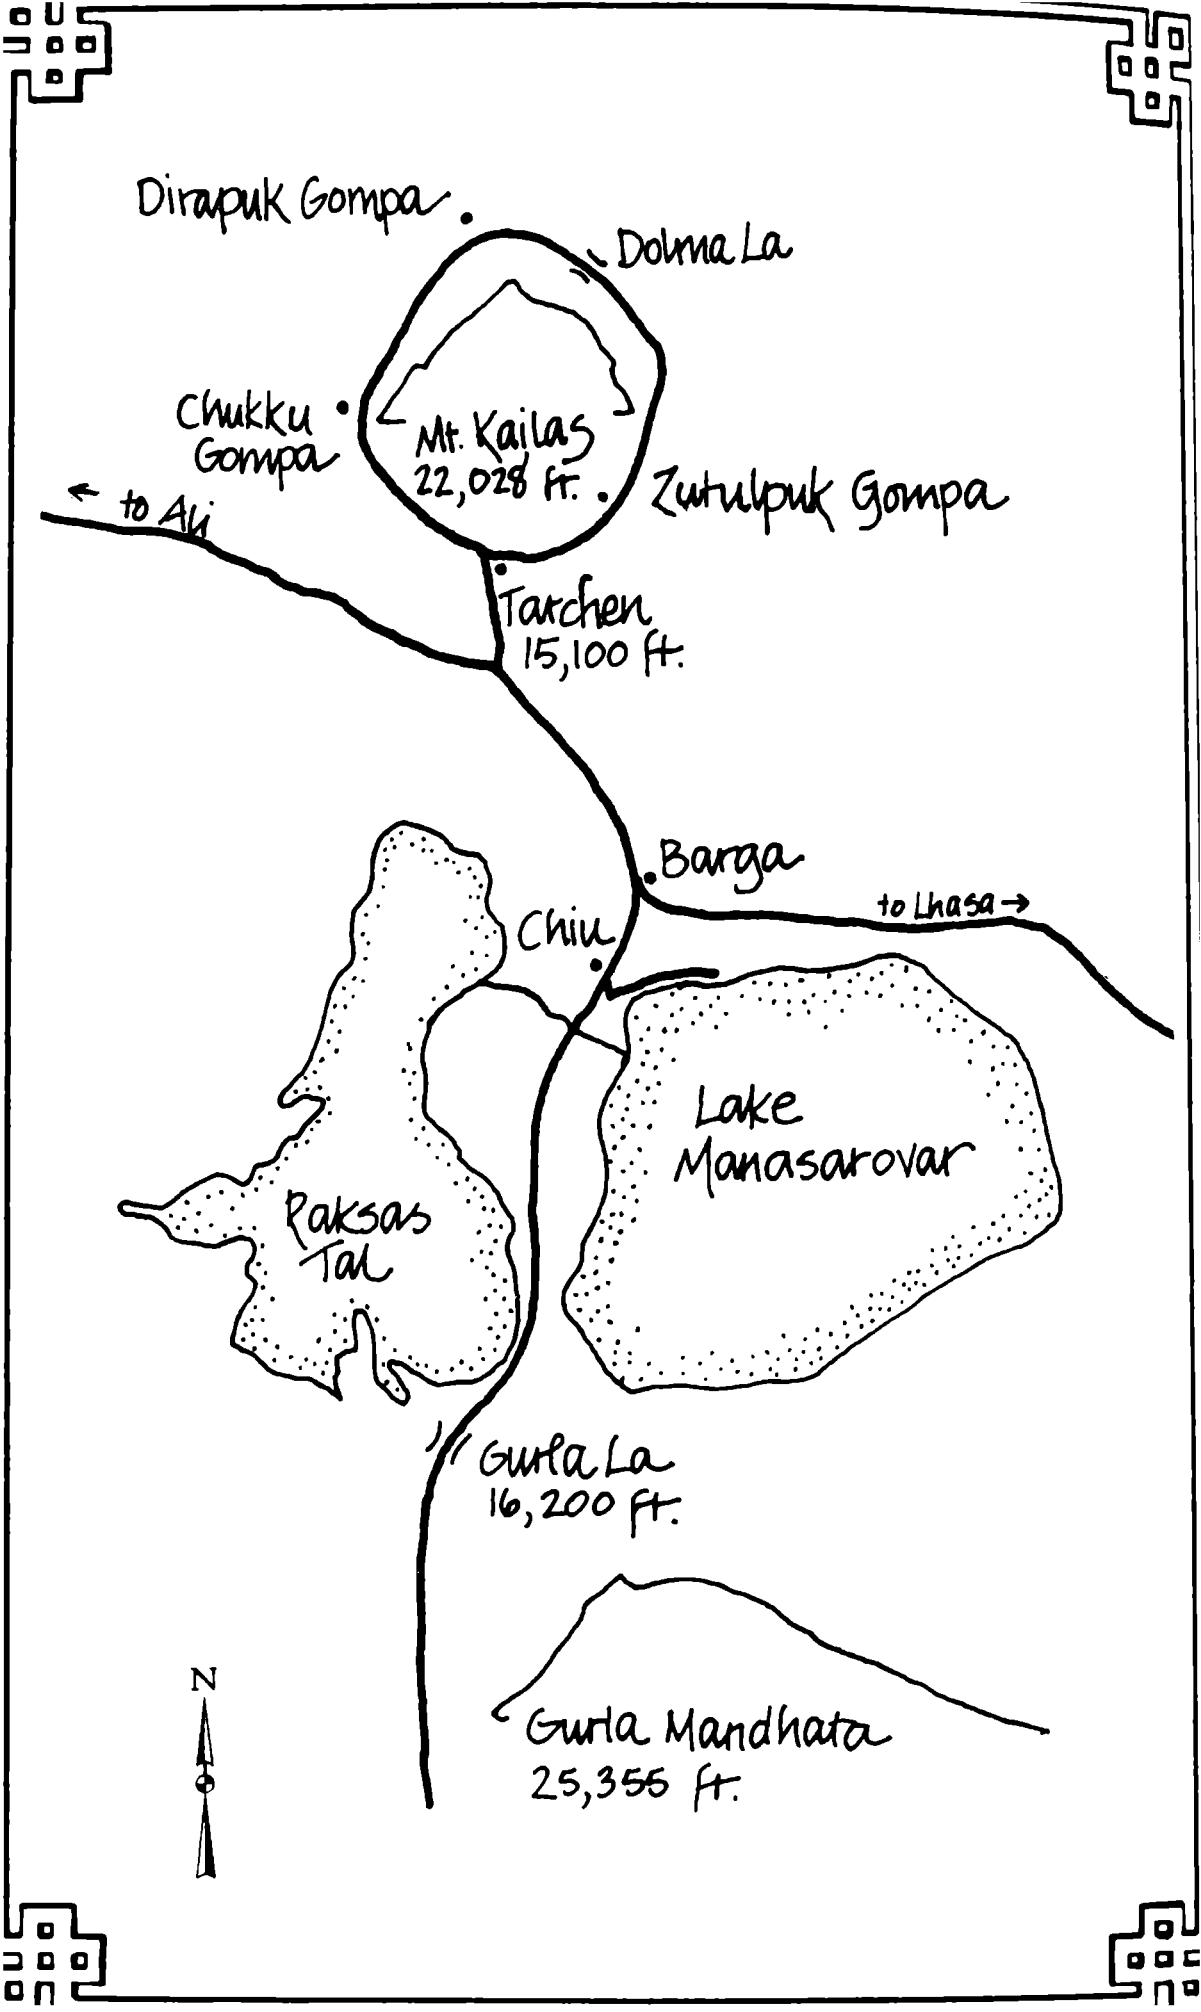 Dirapuk Gompa
Dolma La
Chukku
Gompa
Mt. Kailas
22,028 ft.
Zutulpuk Gompa
← to Ali
Tarchen
15,100 ft.
Barga
to Lhasa →
Chiu
Lake
Manasarovar
Raksas
Tal
Gurla La
16,200 ft.
N
Gurla Mandhata
25,355 ft.